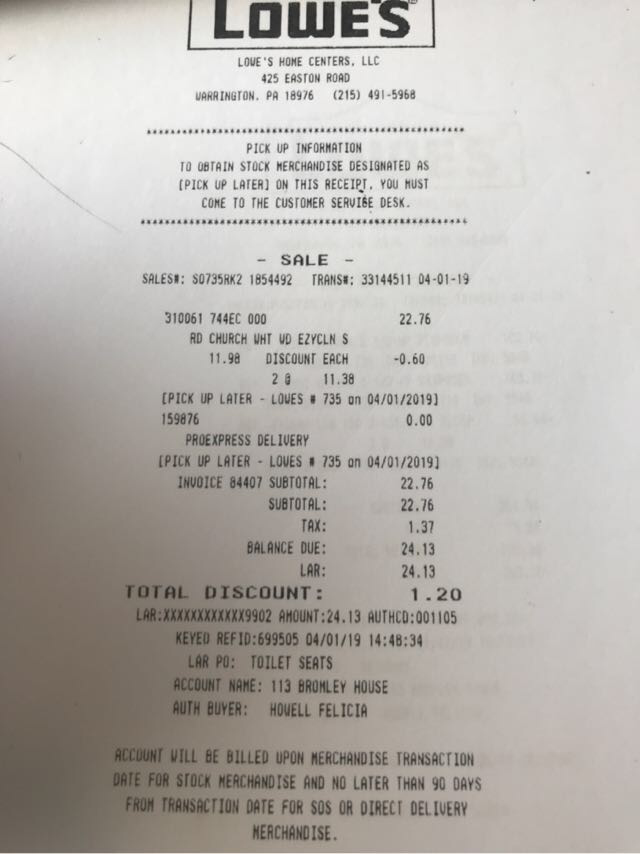 LOWE'S
LOWE'S HOME CENTERS, LLC
425 EASTON ROAD
WARRINGTON, PA 18976 (215) 491-5968
****************************************************
PICK UP INFORMATION
TO OBTAIN STOCK MERCHANDISE DESIGNATED AS
[PICK UP LATER] ON THIS RECEIPT, YOU MUST
COME TO THE CUSTOMER SERVICE DESK.
****************************************************
- SALE -
SALES#: S0735RK2 1854492 TRANS#: 33144511 04-01-19
310061 744EC 000 22.76
RD CHURCH WHT WD EZYCLN S
11.98 DISCOUNT EACH -0.60
2 @ 11.38
[PICK UP LATER - LOWES # 735 on 04/01/2019]
159876 0.00
PROEXPRESS DELIVERY
[PICK UP LATER - LOWES # 735 on 04/01/2019]
INVOICE 84407 SUBTOTAL: 22.76
SUBTOTAL: 22.76
TAX: 1.37
BALANCE DUE: 24.13
LAR: 24.13
TOTAL DISCOUNT: 1.20
LAR:XXXXXXXXXXXX9902 AMOUNT:24.13 AUTHCD:001105
KEYED REFID:699505 04/01/19 14:48:34
LAR PO: TOILET SEATS
ACCOUNT NAME: 113 BROMLEY HOUSE
AUTH BUYER: HOWELL FELICIA
ACCOUNT WILL BE BILLED UPON MERCHANDISE TRANSACTION
DATE FOR STOCK MERCHANDISE AND NO LATER THAN 90 DAYS
FROM TRANSACTION DATE FOR SOS OR DIRECT DELIVERY
MERCHANDISE.